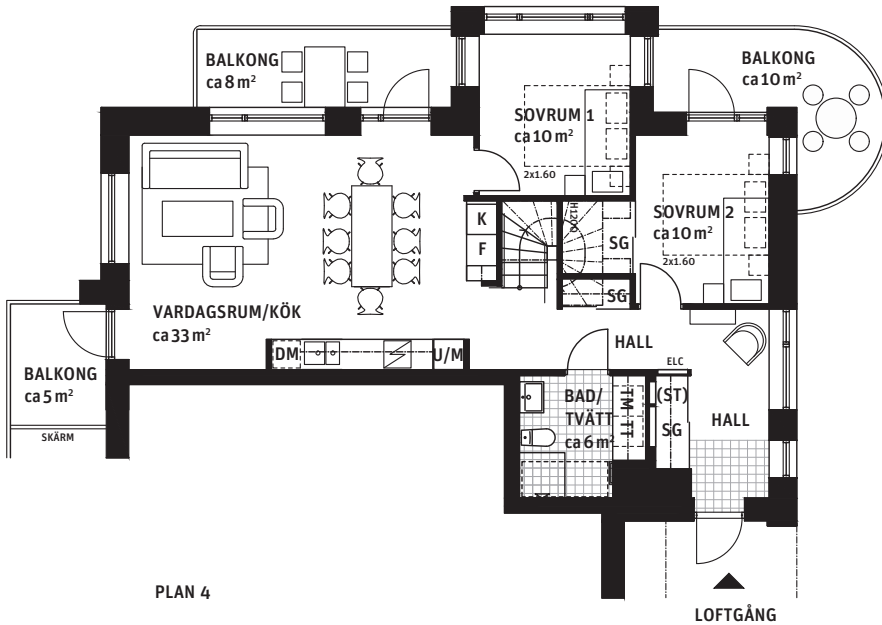 BALKONG
ca 8 m²
BALKONG
ca 10 m²
SOVRUM 1
ca 10 m²
2x1.60
SOVRUM 2
ca 10 m²
2x1.60
K
F
H1200
SG
SG
VARDAGSRUM/KÖK
ca 33 m²
DM
U/M
HALL
ELC
BALKONG
ca 5 m²
SKÄRM
BAD/
TVÄTT
ca 6 m²
TM TT
(ST)
SG
HALL
PLAN 4
LOFTGÅNG